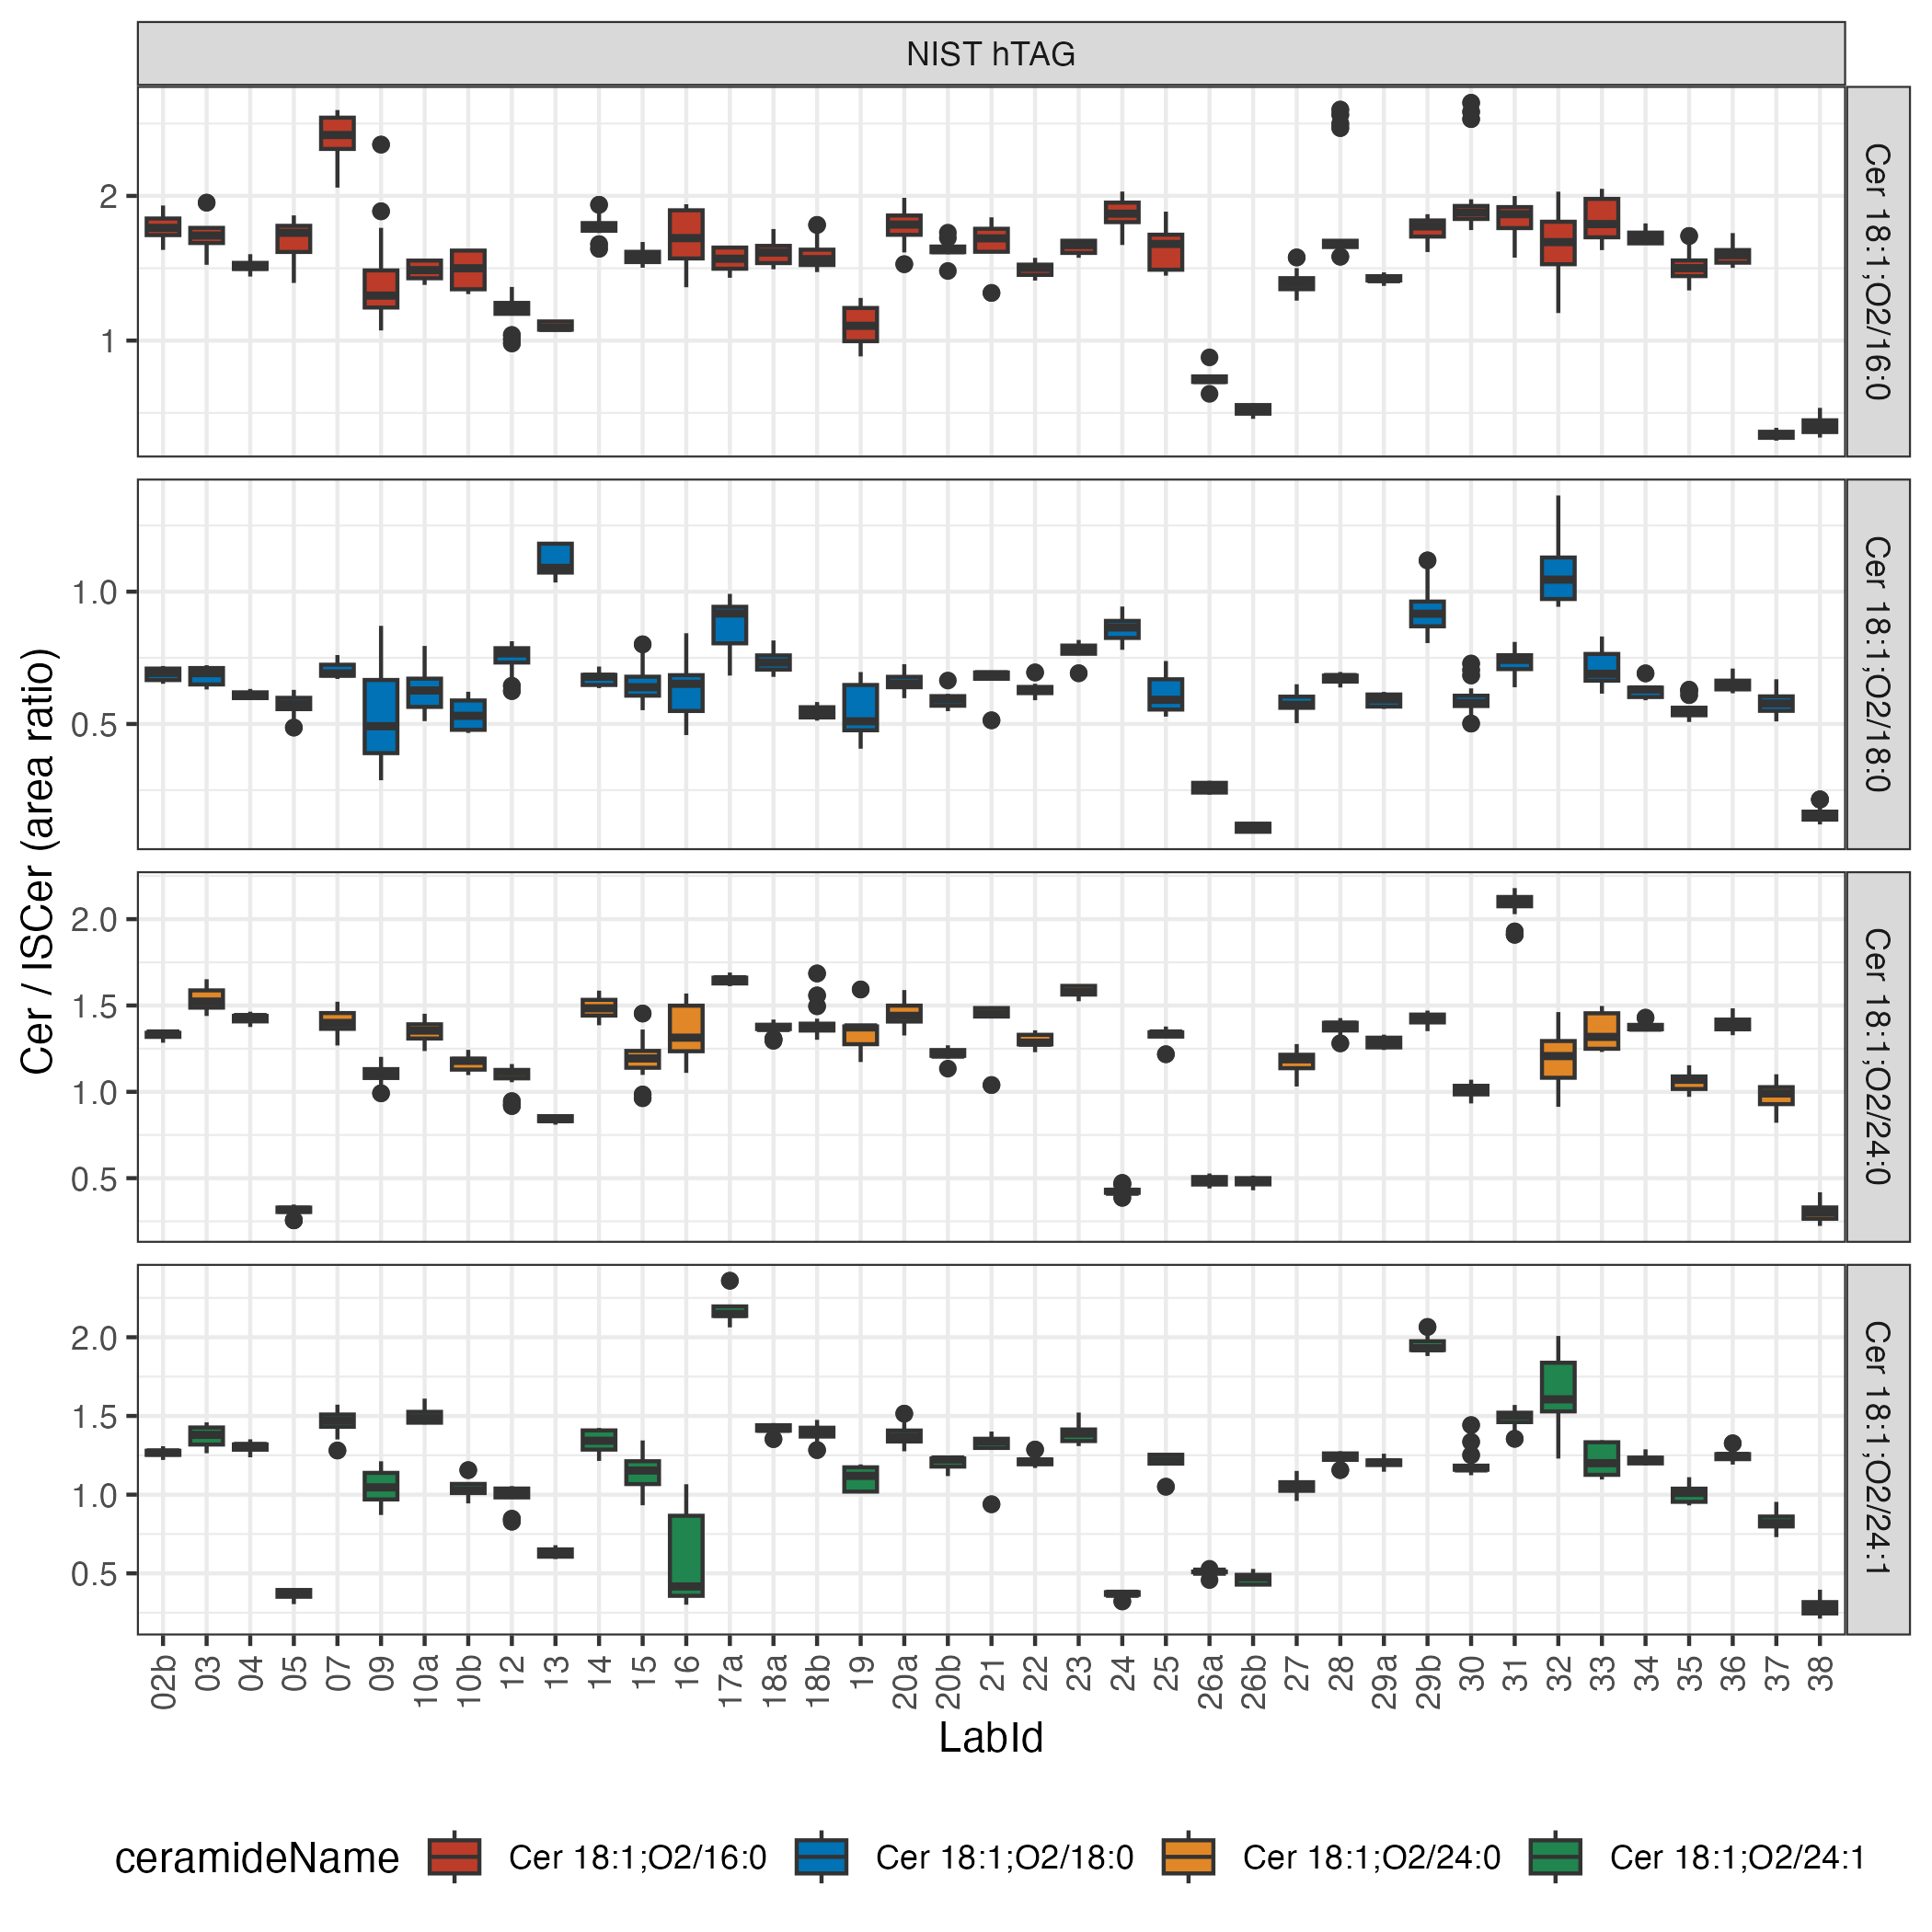 NIST hTAG
Cer / ISCer (area ratio)
2
1
Cer 18:1;O2/16:0
1.0
0.5
Cer 18:1;O2/18:0
2.0
1.5
1.0
0.5
Cer 18:1;O2/24:0
2.0
1.5
1.0
0.5
Cer 18:1;O2/24:1
02b 03 04 05 07 09 10a 10b 12 13 14 15 16 17a 18a 18b 19 20a 20b 21 22 23 24 25 26a 26b 27 28 29a 29b 30 31 32 33 34 35 36 37 38
LabId
ceramideName Cer 18:1;O2/16:0 Cer 18:1;O2/18:0 Cer 18:1;O2/24:0 Cer 18:1;O2/24:1